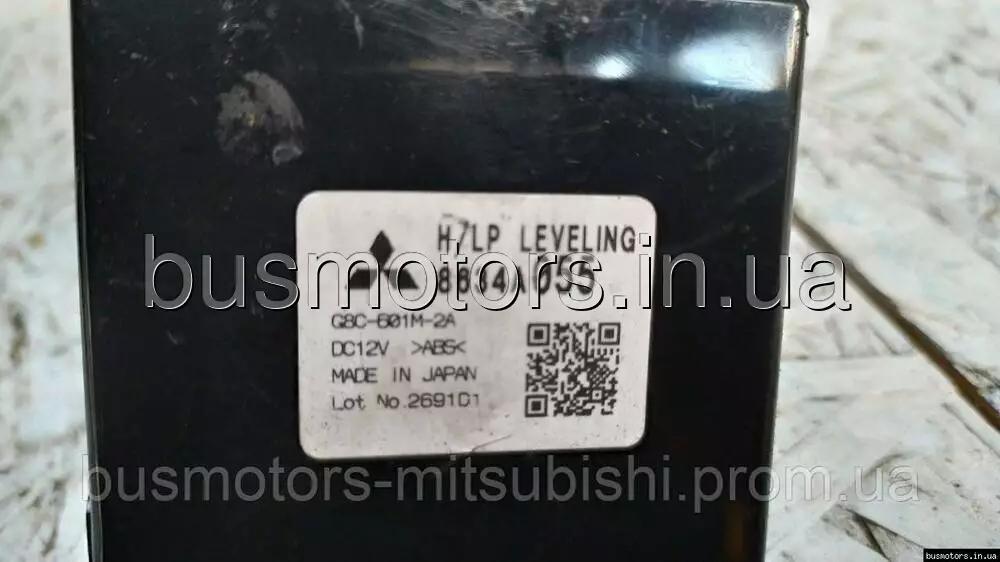 H/LP LEVELING
busmotors.in.ua
G8C-601M-2A
DC12V >ABS<
MADE IN JAPAN
Lot No.2691D1
busmotors-mitsubishi.prom.ua
busmotors.in.ua